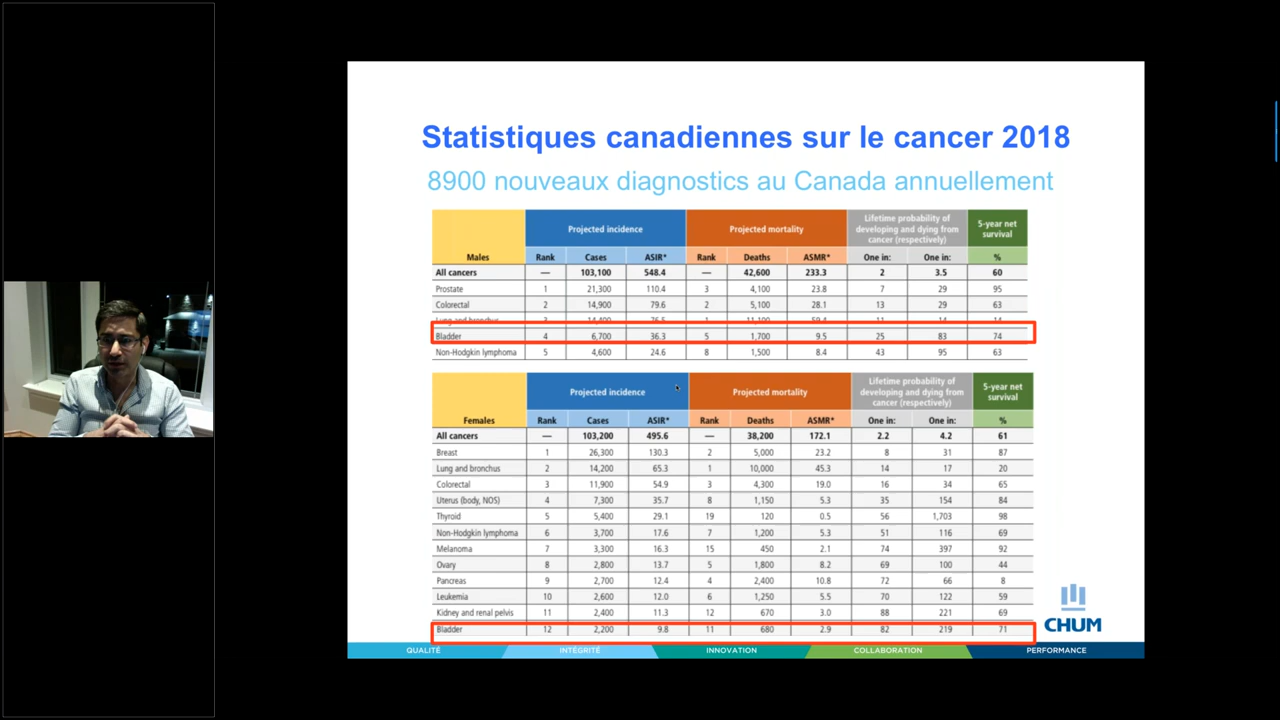 Statistiques canadiennes sur le cancer 2018
8900 nouveaux diagnostics au Canada annuellement
Projected incidence Projected mortality Lifetime probability of developing and dying from cancer (respectively) 5-year net survival
Males Rank Cases ASIR* Rank Deaths ASMR* One in: One in: %
All cancers — 103,100 548.4 — 42,600 233.3 2 3.5 60
Prostate 1 21,300 110.4 3 4,100 23.8 7 29 95
Colorectal 2 14,900 79.6 2 5,100 28.1 13 29 63
Lung and bronchus 3 14,400 76.5 1 11,100 59.4 11 14 14
Bladder 4 6,700 36.3 5 1,700 9.5 25 83 74
Non-Hodgkin lymphoma 5 4,600 24.6 8 1,500 8.4 43 95 63
Projected incidence Projected mortality Lifetime probability of developing and dying from cancer (respectively) 5-year net survival
Females Rank Cases ASIR* Rank Deaths ASMR* One in: One in: %
All cancers — 103,200 495.6 — 38,200 172.1 2.2 4.2 61
Breast 1 26,300 130.3 2 5,000 23.2 8 31 87
Lung and bronchus 2 14,200 65.3 1 10,000 45.3 14 17 20
Colorectal 3 11,900 54.9 3 4,300 19.0 16 34 65
Uterus (body, NOS) 4 7,300 35.7 8 1,150 5.3 35 154 84
Thyroid 5 5,400 29.1 19 120 0.5 56 1,703 98
Non-Hodgkin lymphoma 6 3,700 17.6 7 1,200 5.3 51 116 69
Melanoma 7 3,300 16.3 15 450 2.1 74 397 92
Ovary 8 2,800 13.7 5 1,800 8.2 69 100 44
Pancreas 9 2,700 12.4 4 2,400 10.8 72 66 8
Leukemia 10 2,600 12.0 6 1,250 5.5 70 122 59
Kidney and renal pelvis 11 2,400 11.3 12 670 3.0 88 221 69
Bladder 12 2,200 9.8 11 680 2.9 82 219 71
CHUM
QUALITÉ INTÉGRITÉ INNOVATION COLLABORATION PERFORMANCE